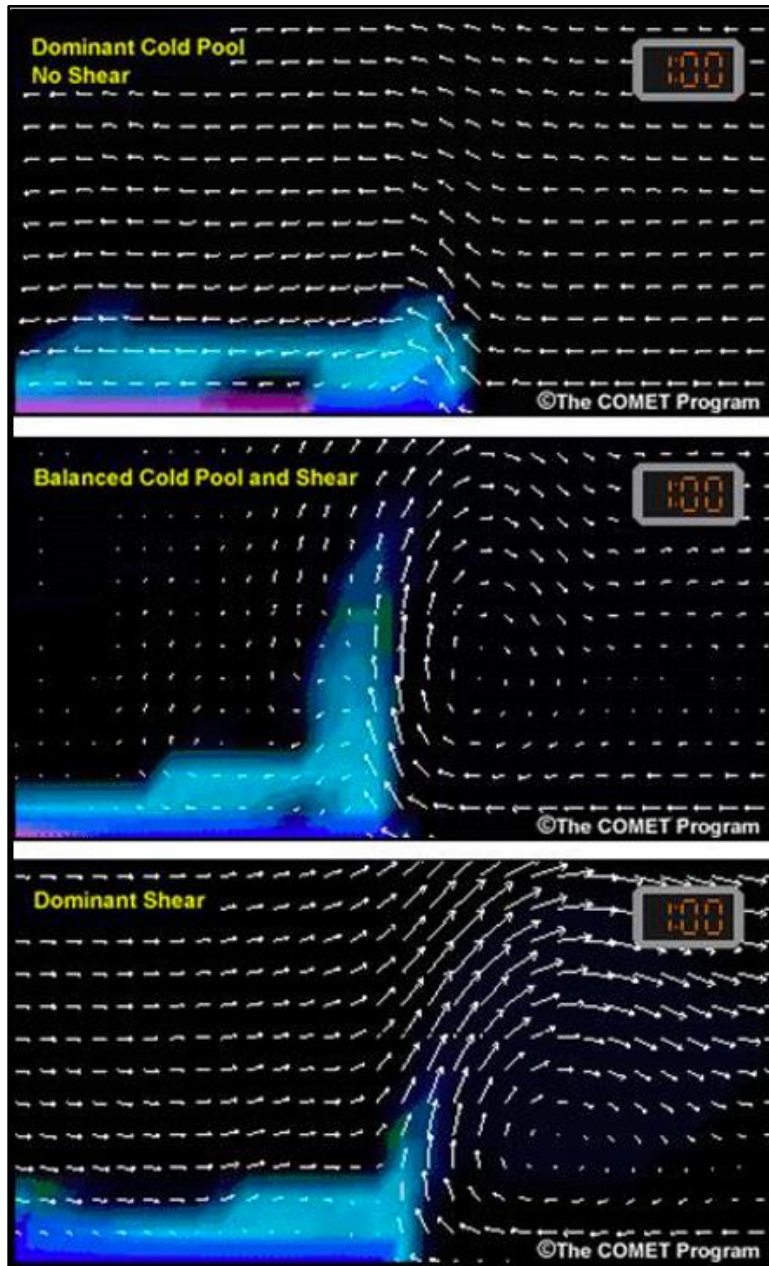 Dominant Cold Pool
No Shear
1:00
©The COMET Program
Balanced Cold Pool and Shear
1:00
©The COMET Program
Dominant Shear
1:00
©The COMET Program